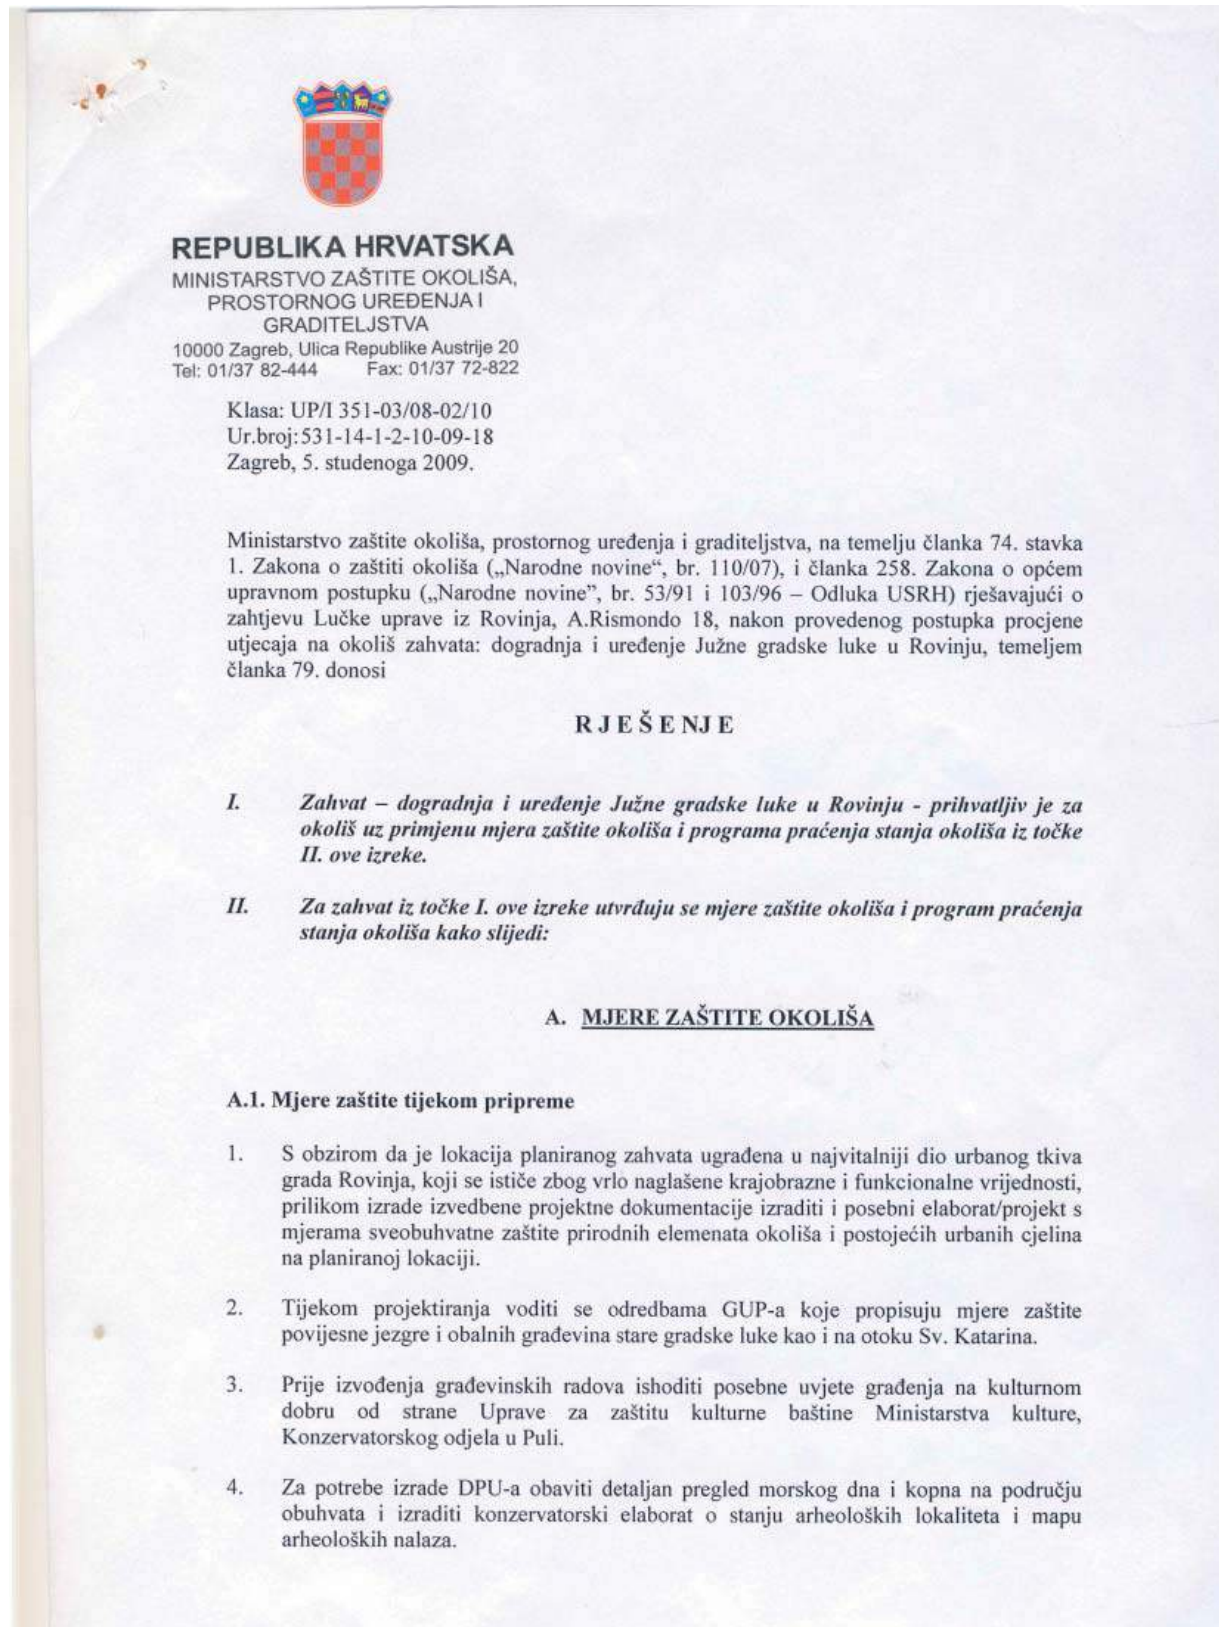 REPUBLIKA HRVATSKA
MINISTARSTVO ZAŠTITE OKOLIŠA,
PROSTORNOG UREĐENJA I
GRADITELJSTVA
10000 Zagreb, Ulica Republike Austrije 20
Tel: 01/37 82-444 Fax: 01/37 72-822
Klasa: UP/I 351-03/08-02/10
Ur.broj:531-14-1-2-10-09-18
Zagreb, 5. studenoga 2009.
Ministarstvo zaštite okoliša, prostornog uređenja i graditeljstva, na temelju članka 74. stavka
1. Zakona o zaštiti okoliša („Narodne novine“, br. 110/07), i članka 258. Zakona o općem
upravnom postupku („Narodne novine”, br. 53/91 i 103/96 – Odluka USRH) rješavajući o
zahtjevu Lučke uprave iz Rovinja, A.Rismondo 18, nakon provedenog postupka procjene
utjecaja na okoliš zahvata: dogradnja i uređenje Južne gradske luke u Rovinju, temeljem
članka 79. donosi
R J E Š E NJ E
I. Zahvat – dogradnja i uređenje Južne gradske luke u Rovinju - prihvatljiv je za
okoliš uz primjenu mjera zaštite okoliša i programa praćenja stanja okoliša iz točke
II. ove izreke.
II. Za zahvat iz točke I. ove izreke utvrđuju se mjere zaštite okoliša i program praćenja
stanja okoliša kako slijedi:
A. MJERE ZAŠTITE OKOLIŠA
A.1. Mjere zaštite tijekom pripreme
1. S obzirom da je lokacija planiranog zahvata ugrađena u najvitalniji dio urbanog tkiva
grada Rovinja, koji se ističe zbog vrlo naglašene krajobrazne i funkcionalne vrijednosti,
prilikom izrade izvedbene projektne dokumentacije izraditi i posebni elaborat/projekt s
mjerama sveobuhvatne zaštite prirodnih elemenata okoliša i postojećih urbanih cjelina
na planiranoj lokaciji.
2. Tijekom projektiranja voditi se odredbama GUP-a koje propisuju mjere zaštite
povijesne jezgre i obalnih građevina stare gradske luke kao i na otoku Sv. Katarina.
3. Prije izvođenja građevinskih radova ishoditi posebne uvjete građenja na kulturnom
dobru od strane Uprave za zaštitu kulturne baštine Ministarstva kulture,
Konzervatorskog odjela u Puli.
4. Za potrebe izrade DPU-a obaviti detaljan pregled morskog dna i kopna na području
obuhvata i izraditi konzervatorski elaborat o stanju arheoloških lokaliteta i mapu
arheoloških nalaza.